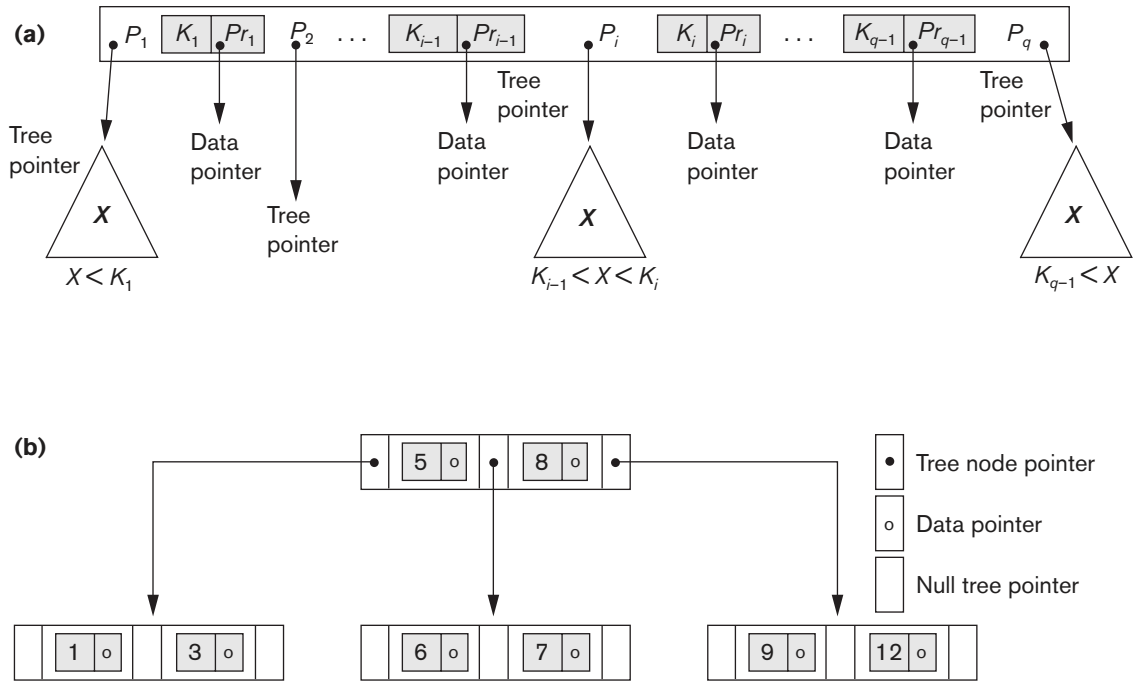 (a) P1 K1 Pr1 P2 . . . Ki–1 Pri–1 Pi Ki Pri . . . Kq–1 Prq–1 Pq
Tree
pointer
Data
pointer
Tree
pointer
Data
pointer
Tree
pointer
Data
pointer
Data
pointer
Tree
pointer
X
X
X
X < K1
Ki–1 < X < Ki
Kq–1 < X
(b)
5 o 8 o
Tree node pointer
o Data pointer
Null tree pointer
1 o 3 o
6 o 7 o
9 o 12 o